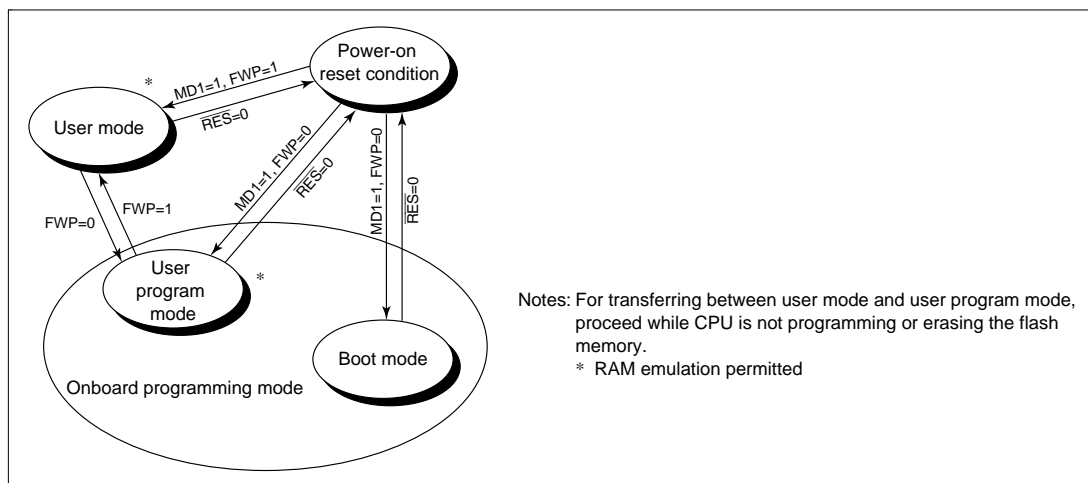 Power-on
reset condition
*
MD1=1, FWP=1
R̅E̅S̅=0
User mode
MD1=1, FWP=0
R̅E̅S̅=0
MD1=1, FWP=0
R̅E̅S̅=0
FWP=0
FWP=1
User
program
mode
*
Boot mode
Onboard programming mode
Notes: For transferring between user mode and user program mode,
proceed while CPU is not programming or erasing the flash
memory.
* RAM emulation permitted